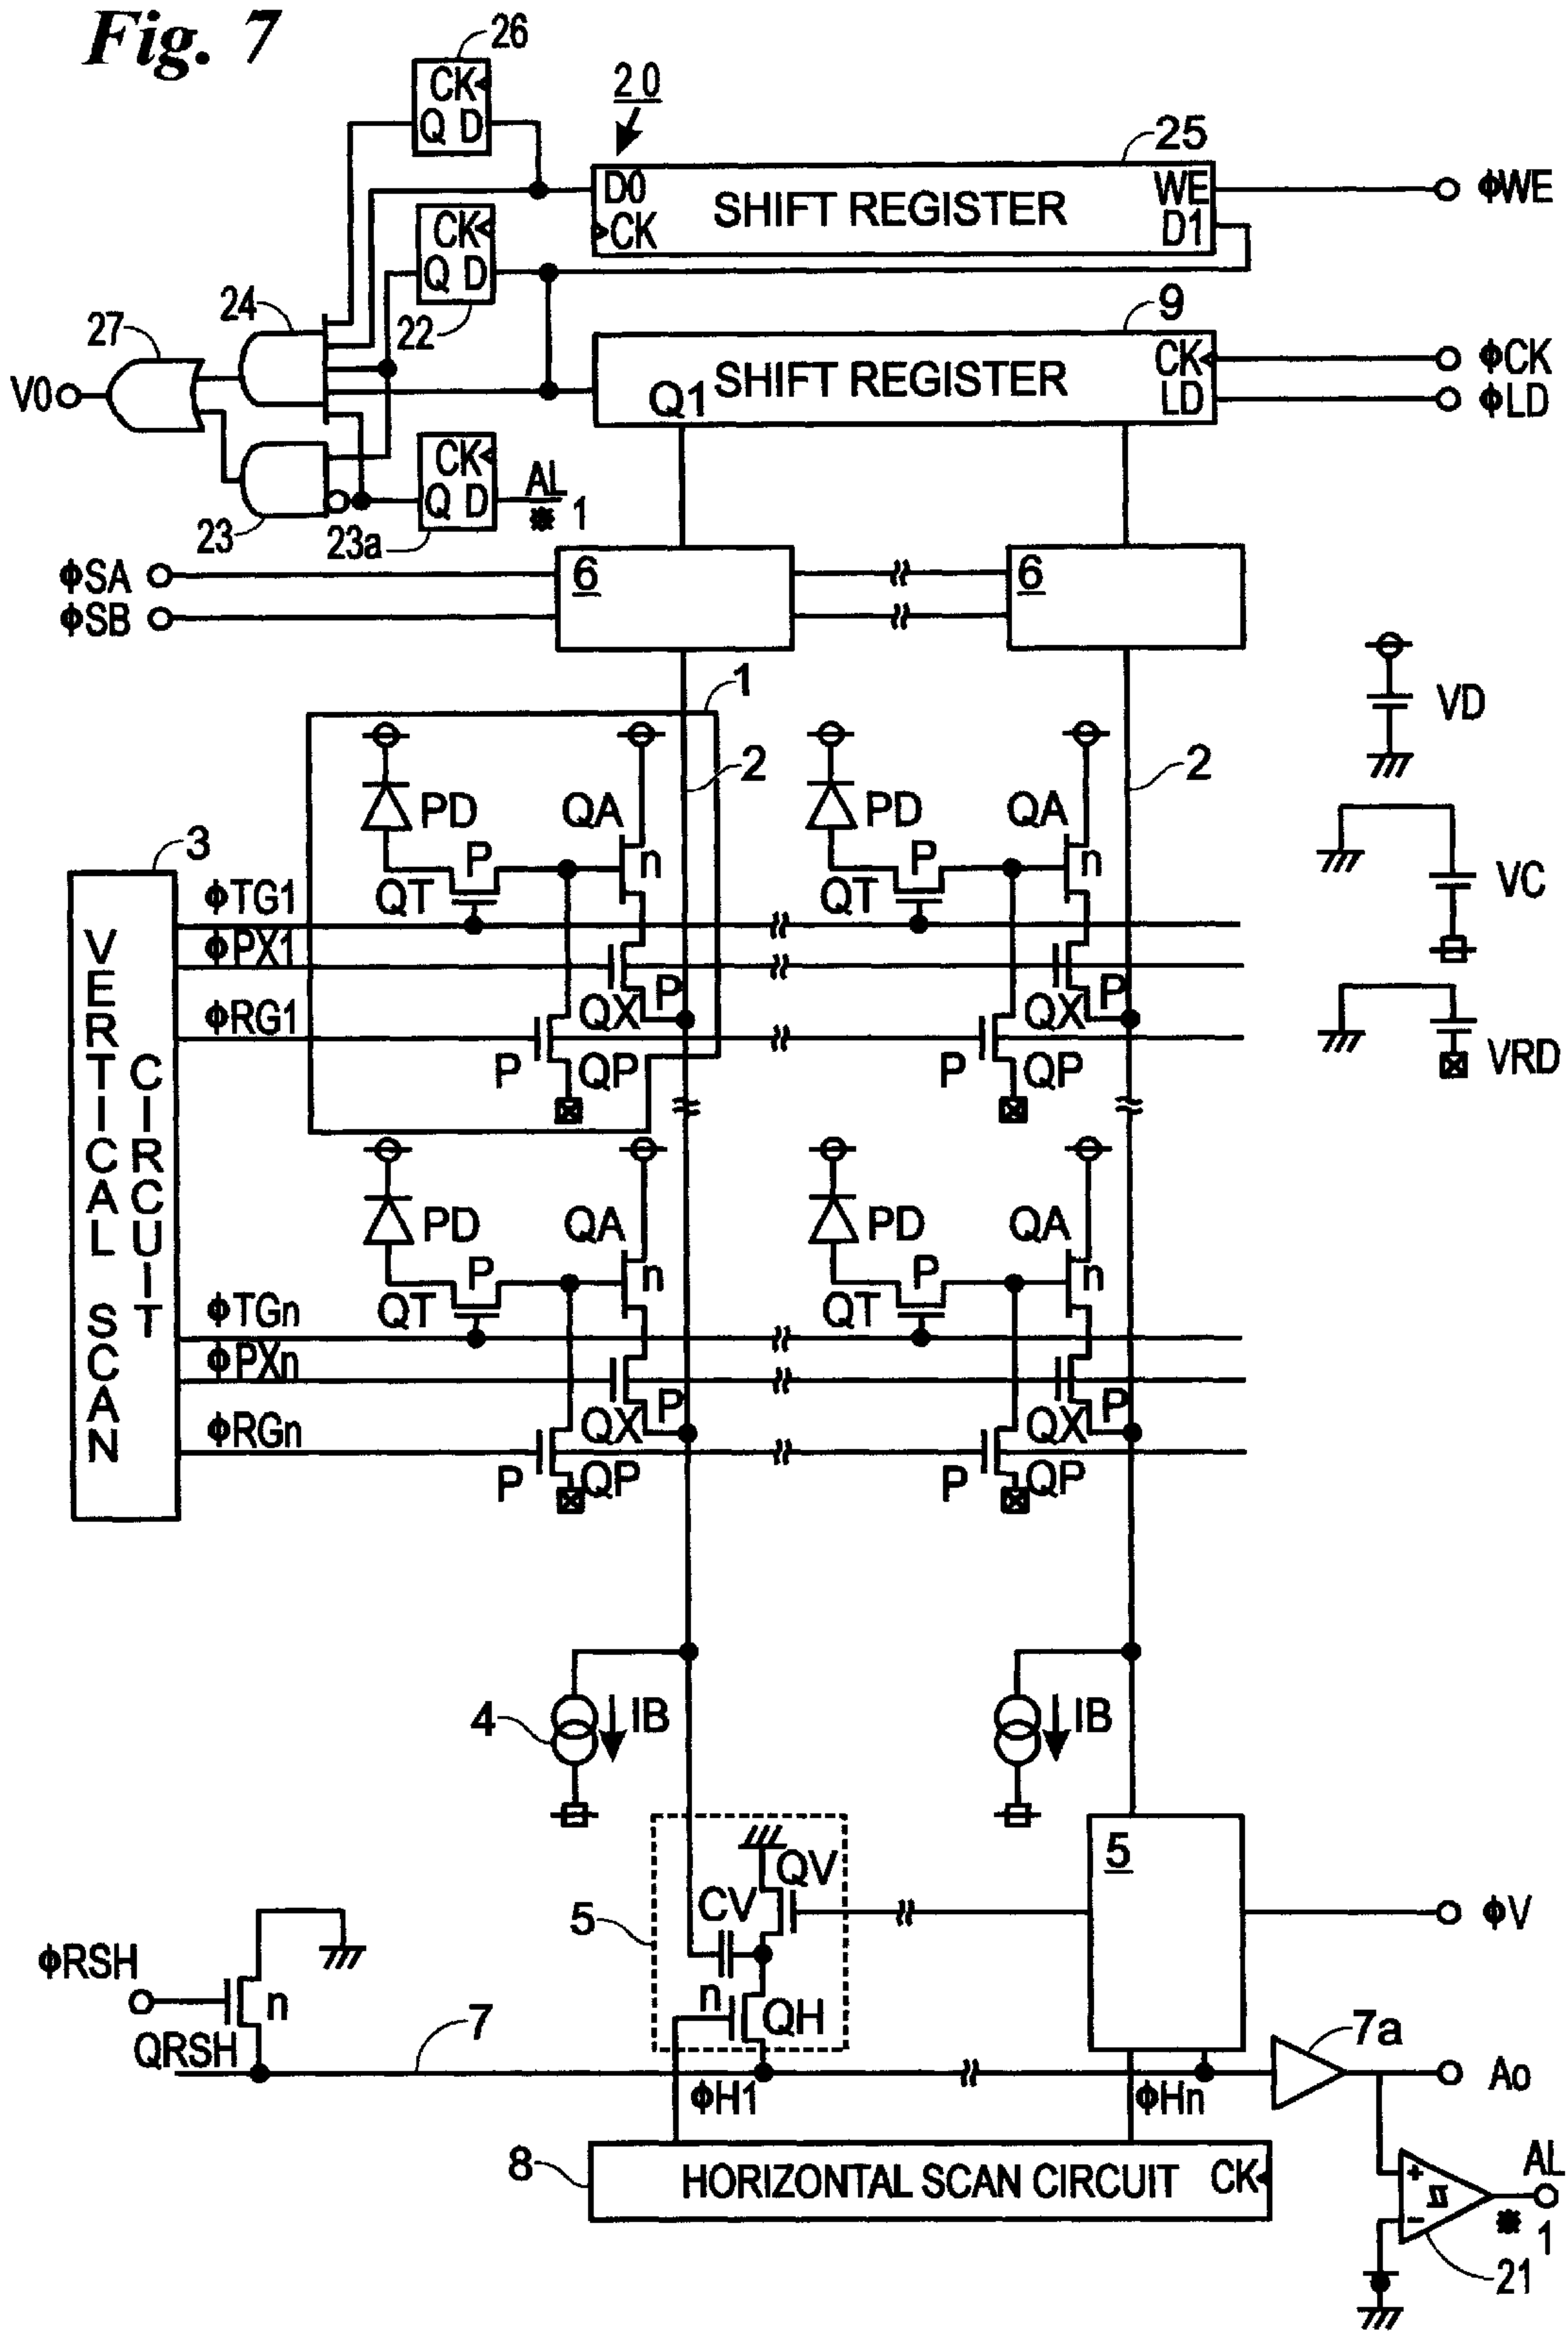 Fig. 7
26
CK
Q D
20
25
D0
CK
SHIFT REGISTER
WE
D1
ϕWE
CK
Q D
22
24
27
V0
9
SHIFT REGISTER
Q1
CK
LD
ϕCK
ϕLD
CK
Q D
AL
※1
23
23a
ϕSA
ϕSB
6
6
1
2
2
VD
PD
QA
n
P
QT
PD
QA
n
P
QT
VC
3
VERTICAL SCAN
CIRCUIT
ϕTG1
ϕPX1
ϕRG1
QX
P
P
QP
QX
P
P
QP
VRD
PD
QA
n
P
QT
PD
QA
n
P
QT
ϕTGn
ϕPXn
ϕRGn
QX
P
P
QP
QX
P
P
QP
4
IB
IB
5
QV
CV
n
QH
5
ϕV
ϕRSH
n
QRSH
7
7a
Ao
ϕH1
ϕHn
8
HORIZONTAL SCAN CIRCUIT
CK
+
−
AL
※1
21